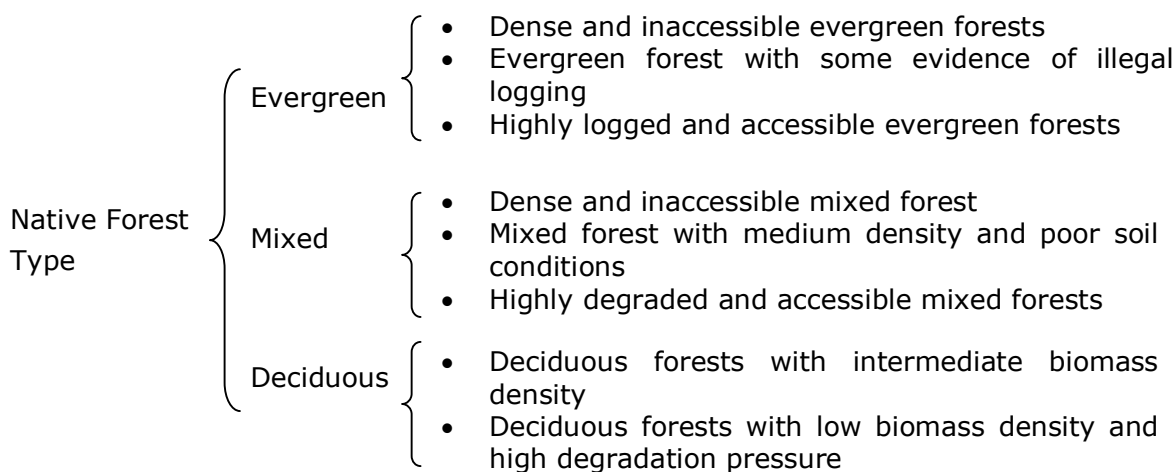 • Dense and inaccessible evergreen forests
• Evergreen forest with some evidence of illegal
logging
Evergreen
• Highly logged and accessible evergreen forests
• Dense and inaccessible mixed forest
Native Forest
Type
Mixed
• Mixed forest with medium density and poor soil
conditions
• Highly degraded and accessible mixed forests
• Deciduous forests with intermediate biomass
density
Deciduous
• Deciduous forests with low biomass density and
high degradation pressure